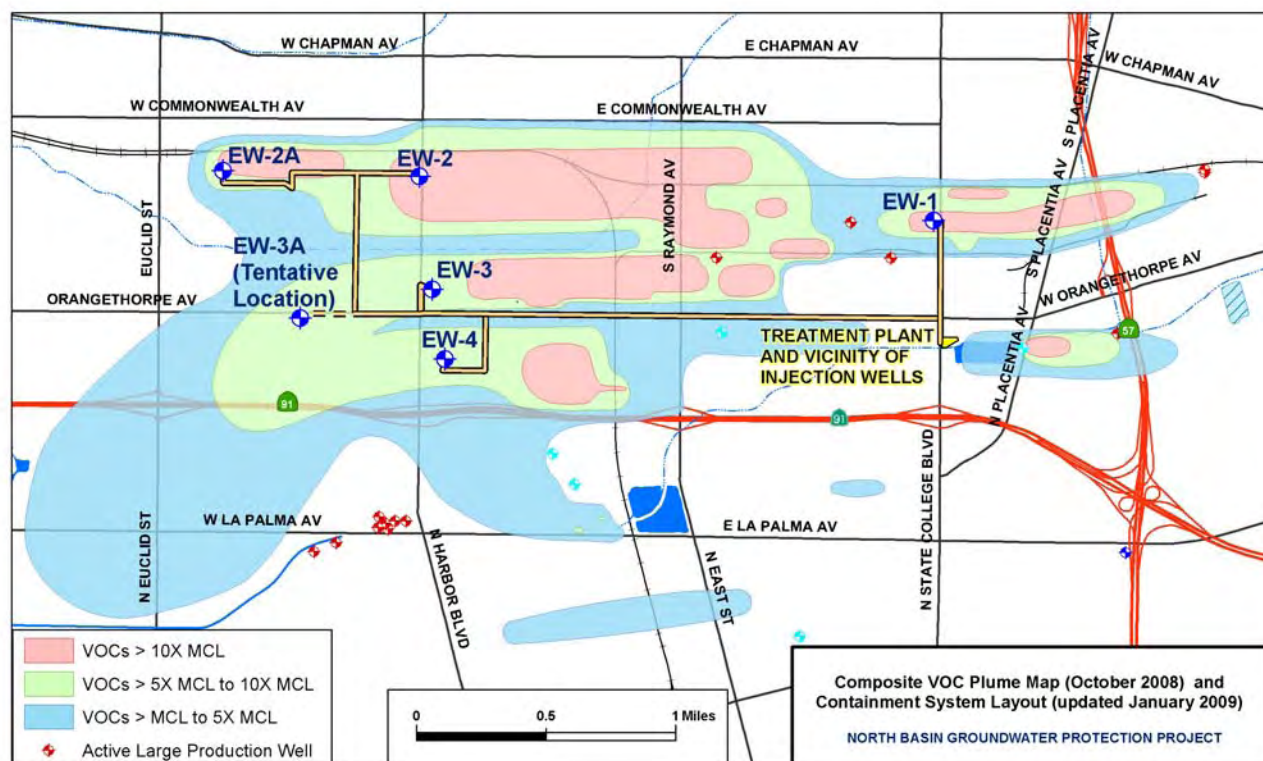 W CHAPMAN AV
E CHAPMAN AV
W CHAPMAN AV
S PLACENTIA AV
W COMMONWEALTH AV
E COMMONWEALTH AV
EW-2A
EW-2
EUCLID ST
S RAYMOND AV
EW-1
S PLACENTIA AV
EW-3A
(Tentative
Location)
EW-3
ORANGETHORPE AV
W ORANGETHORPE AV
EW-4
TREATMENT PLANT
AND VICINITY OF
INJECTION WELLS
57
N PLACENTIA AV
91
91
N EUCLID ST
W LA PALMA AV
E LA PALMA AV
N HARBOR BLVD
N EAST ST
N STATE COLLEGE BLVD
VOCs > 10X MCL
VOCs > 5X MCL to 10X MCL
VOCs > MCL to 5X MCL
Active Large Production Well
0 0.5 1 Miles
Composite VOC Plume Map (October 2008) and
Containment System Layout (updated January 2009)
NORTH BASIN GROUNDWATER PROTECTION PROJECT